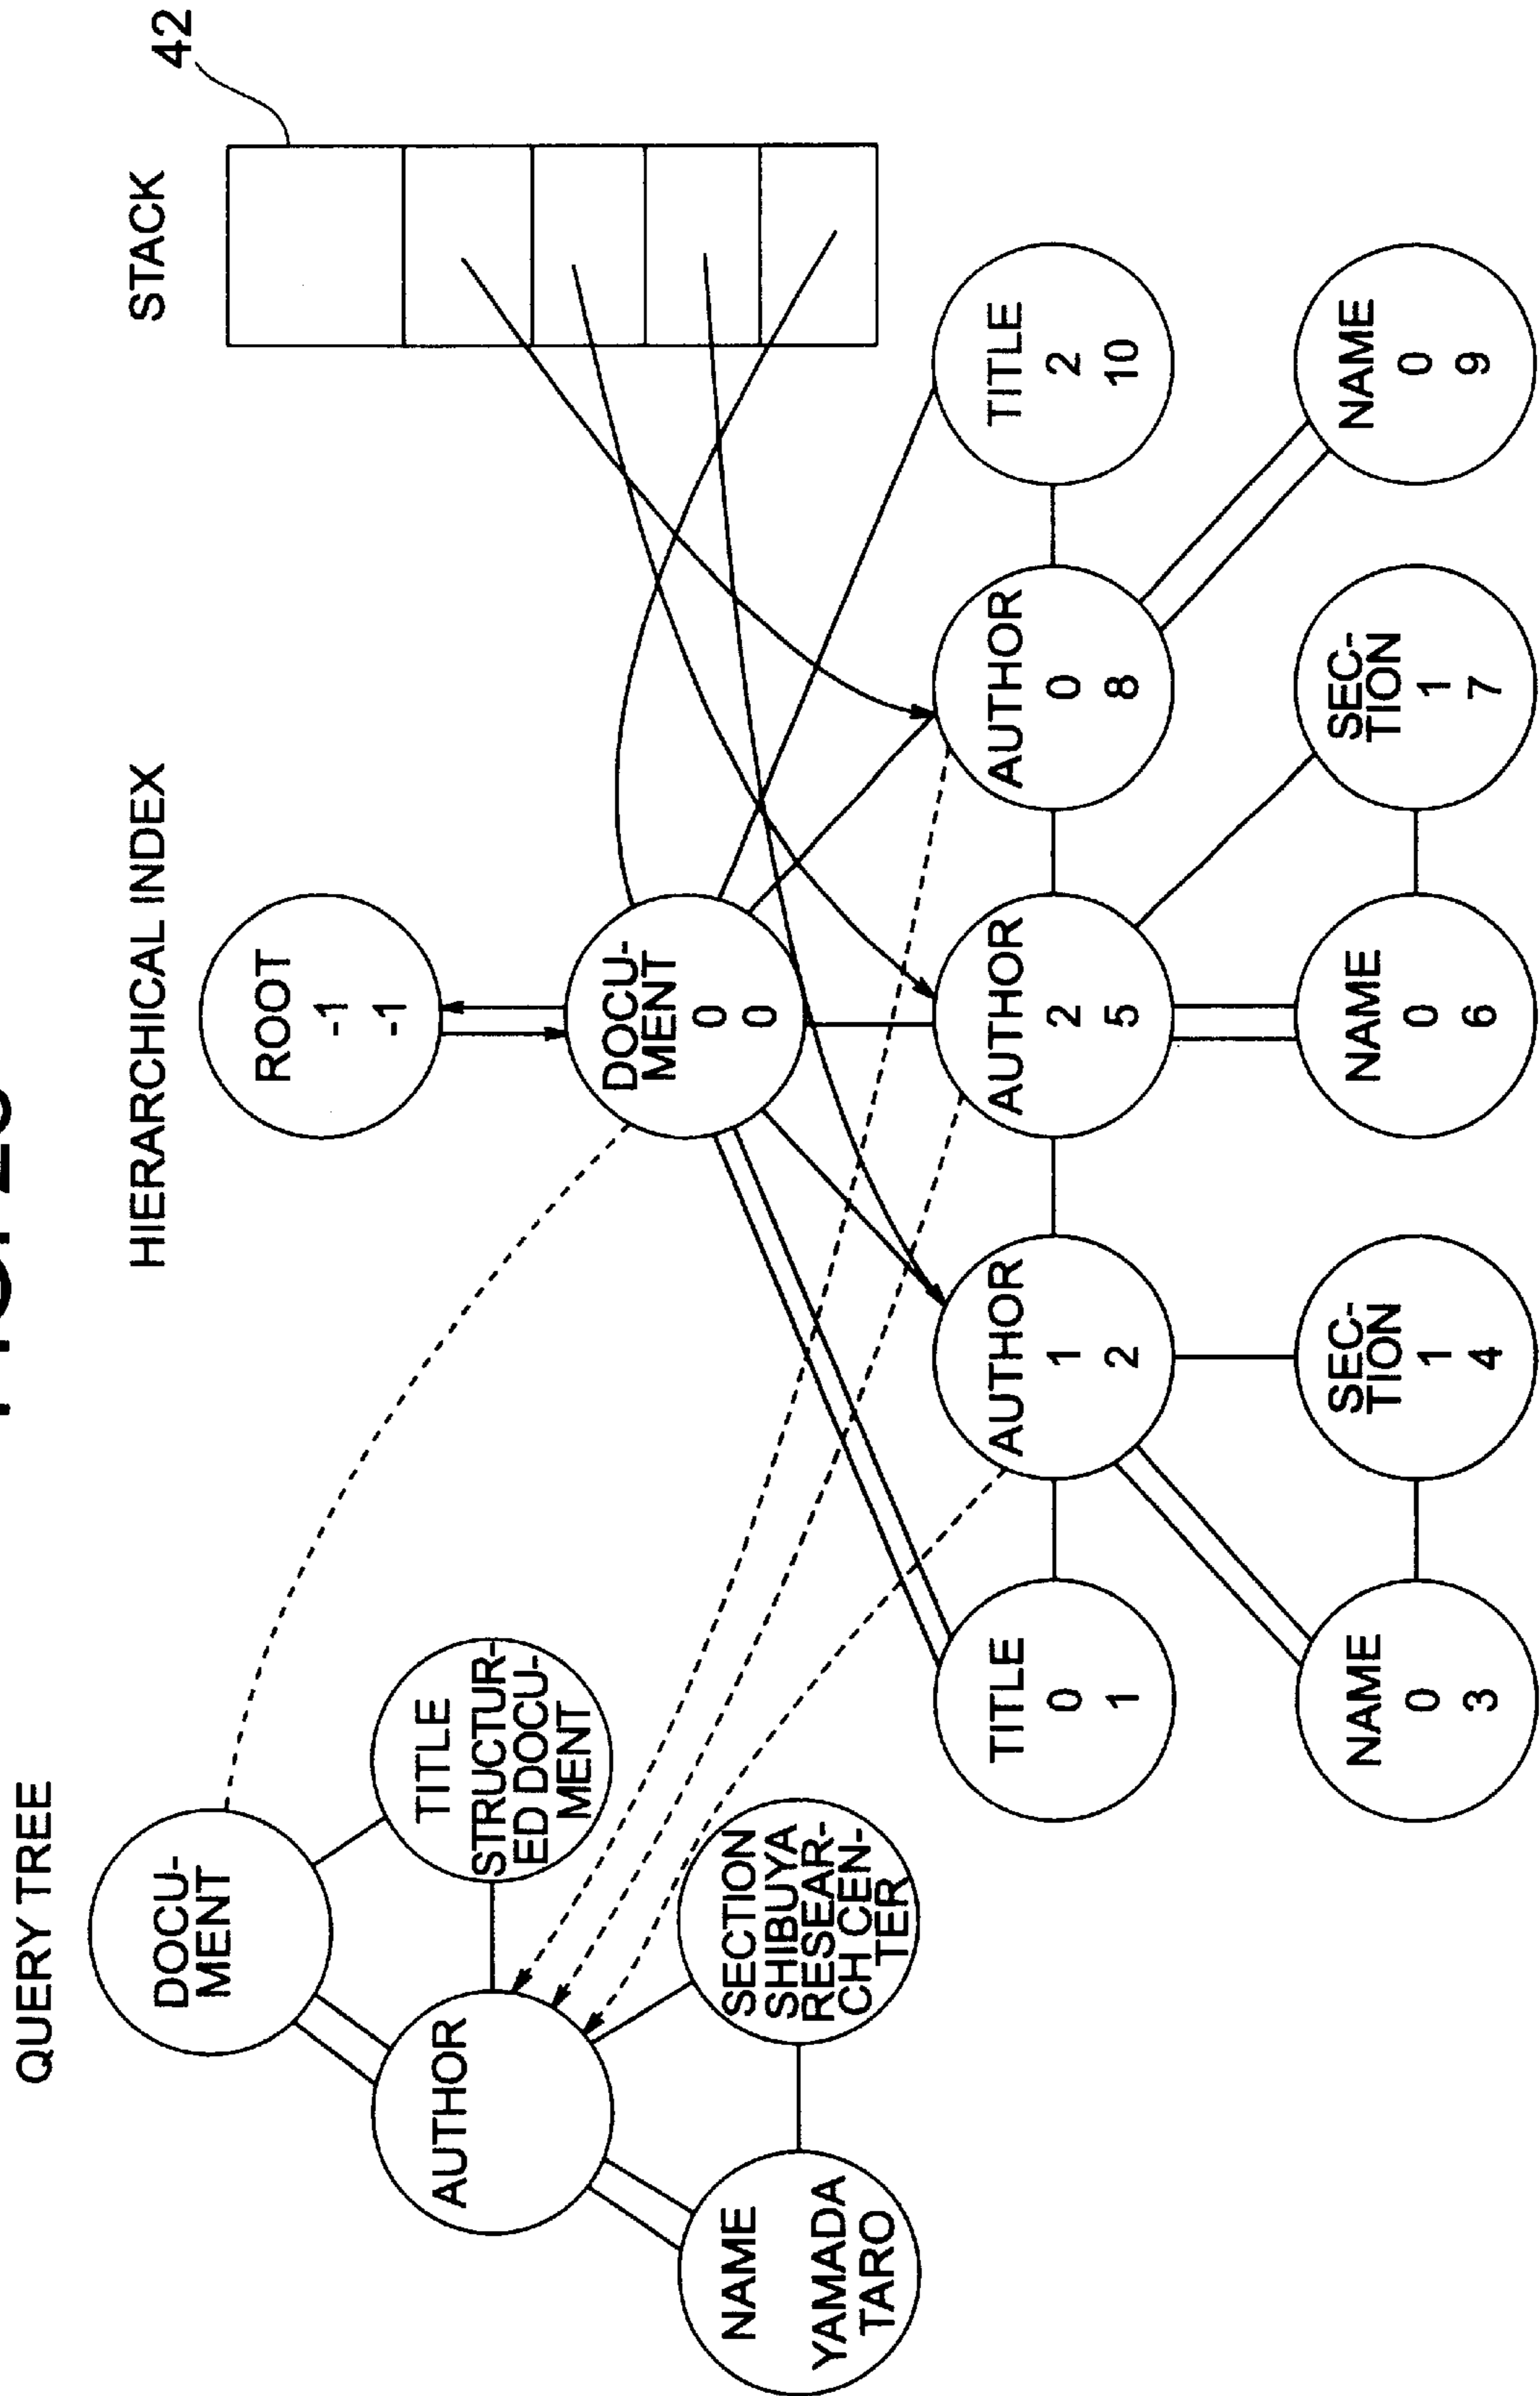 QUERY TREE
DOCU-
MENT
AUTHOR
TITLE
STRUCTUR-
ED DOCU-
MENT
NAME
YAMADA
TARO
SECTION
SHIBUYA
RESEAR-
CH CEN-
TER
HIERARCHICAL INDEX
ROOT
-1
-1
DOCU-
MENT
0
0
TITLE
0
1
AUTHOR
1
2
AUTHOR
2
5
AUTHOR
0
8
TITLE
2
10
NAME
0
3
SEC-
TION
1
4
NAME
0
6
SEC-
TION
1
7
NAME
0
9
STACK
42